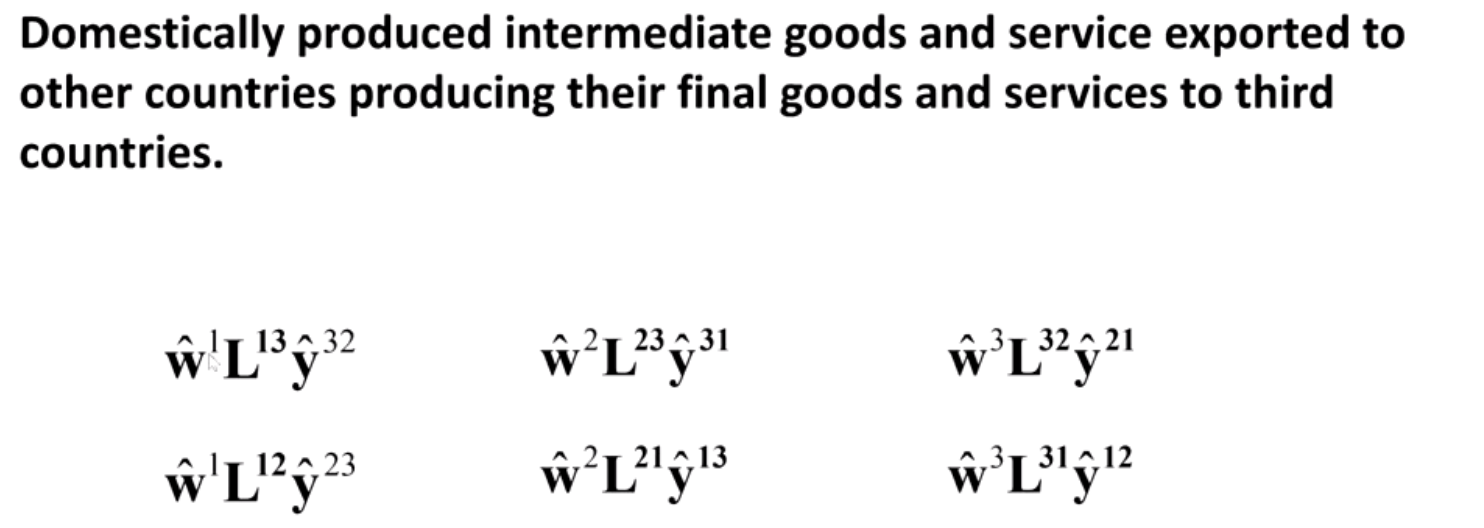 Domestically produced intermediate goods and service exported to
other countries producing their final goods and services to third
countries.
ŵ¹L¹³ŷ³² ŵ²L²³ŷ³¹ ŵ³L³²ŷ²¹
ŵ¹L¹²ŷ²³ ŵ²L²¹ŷ¹³ ŵ³L³¹ŷ¹²